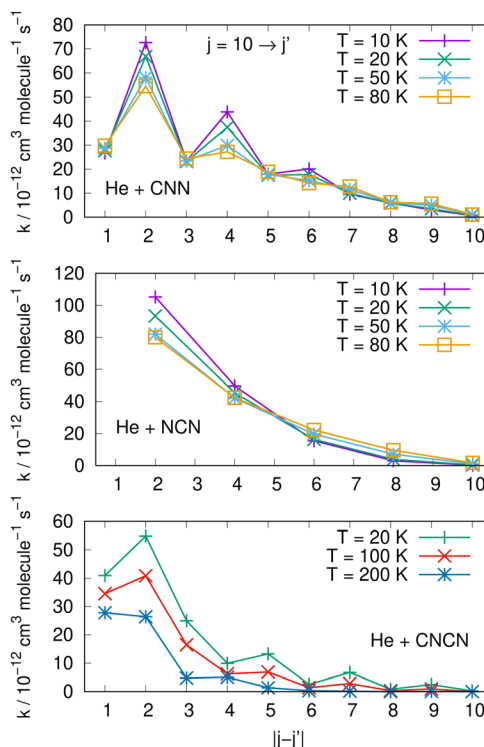 k / 10⁻¹² cm³ molecule⁻¹ s⁻¹
80
70
60
50
40
30
20
10
0
j = 10 → j'
T = 10 K
T = 20 K
T = 50 K
T = 80 K
He + CNN
1 2 3 4 5 6 7 8 9 10
k / 10⁻¹² cm³ molecule⁻¹ s⁻¹
120
100
80
60
40
20
0
T = 10 K
T = 20 K
T = 50 K
T = 80 K
He + NCN
1 2 3 4 5 6 7 8 9 10
k / 10⁻¹² cm³ molecule⁻¹ s⁻¹
60
50
40
30
20
10
0
T = 20 K
T = 100 K
T = 200 K
He + CNCN
1 2 3 4 5 6 7 8 9 10
|j–j'|